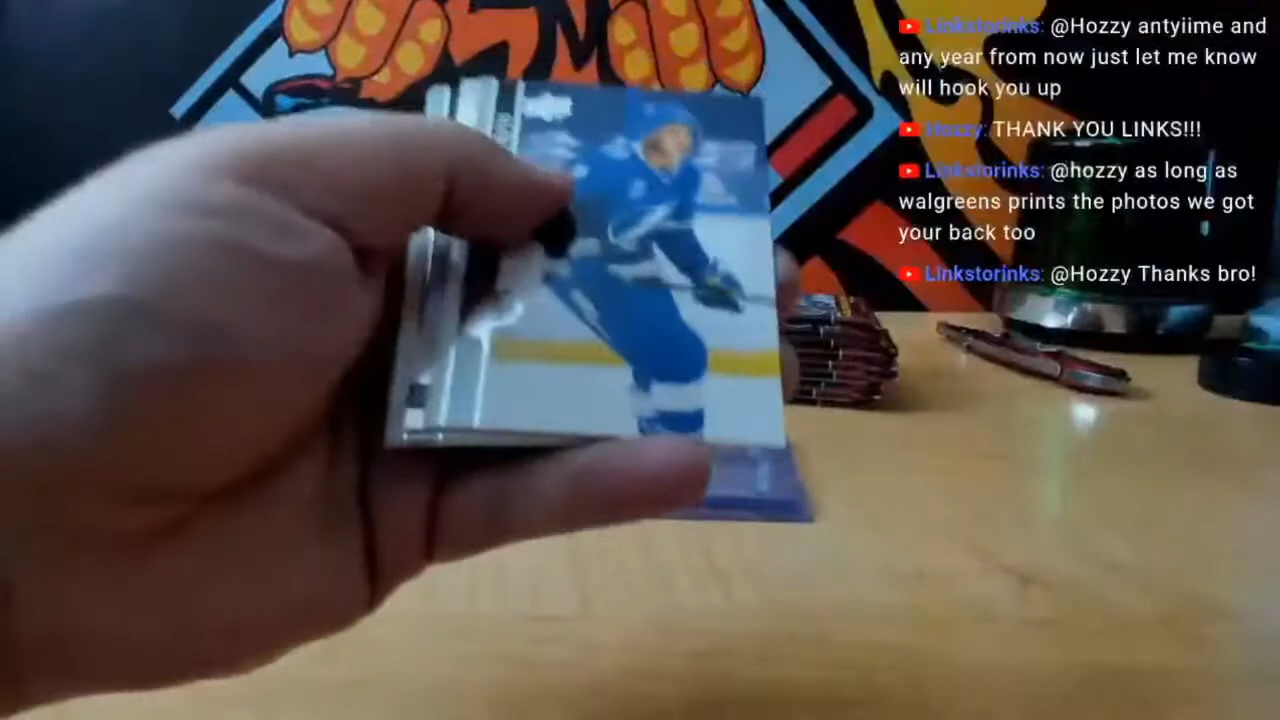 Linkstorinks: @Hozzy antyiime and
any year from now just let me know
will hook you up
Hozzy: THANK YOU LINKS!!!
Linkstorinks: @hozzy as long as
walgreens prints the photos we got
your back too
Linkstorinks: @Hozzy Thanks bro!